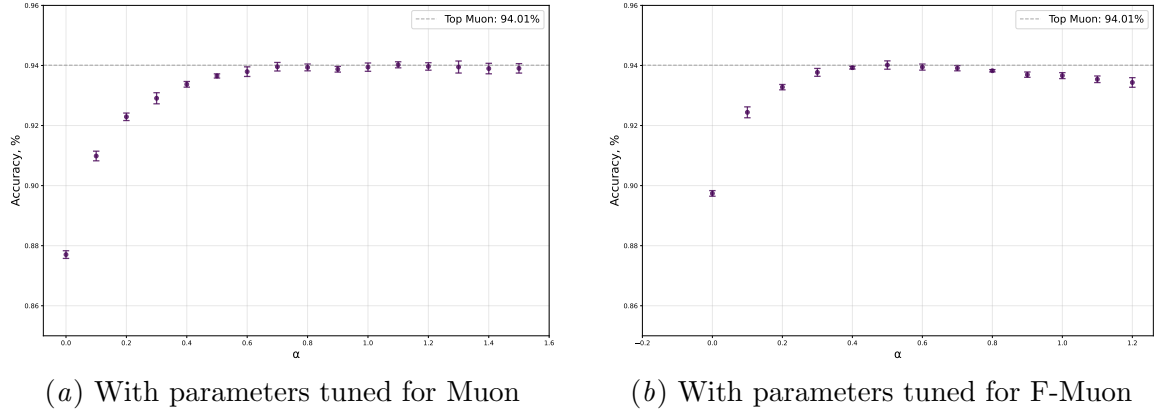 0.96
0.94
0.92
0.90
0.88
0.86
Accuracy, %
Top Muon: 94.01%
0.0 0.2 0.4 0.6 0.8 1.0 1.2 1.4 1.6
α
(a) With parameters tuned for Muon
0.96
0.94
0.92
0.90
0.88
0.86
Accuracy, %
Top Muon: 94.01%
−0.2 0.0 0.2 0.4 0.6 0.8 1.0 1.2
α
(b) With parameters tuned for F-Muon